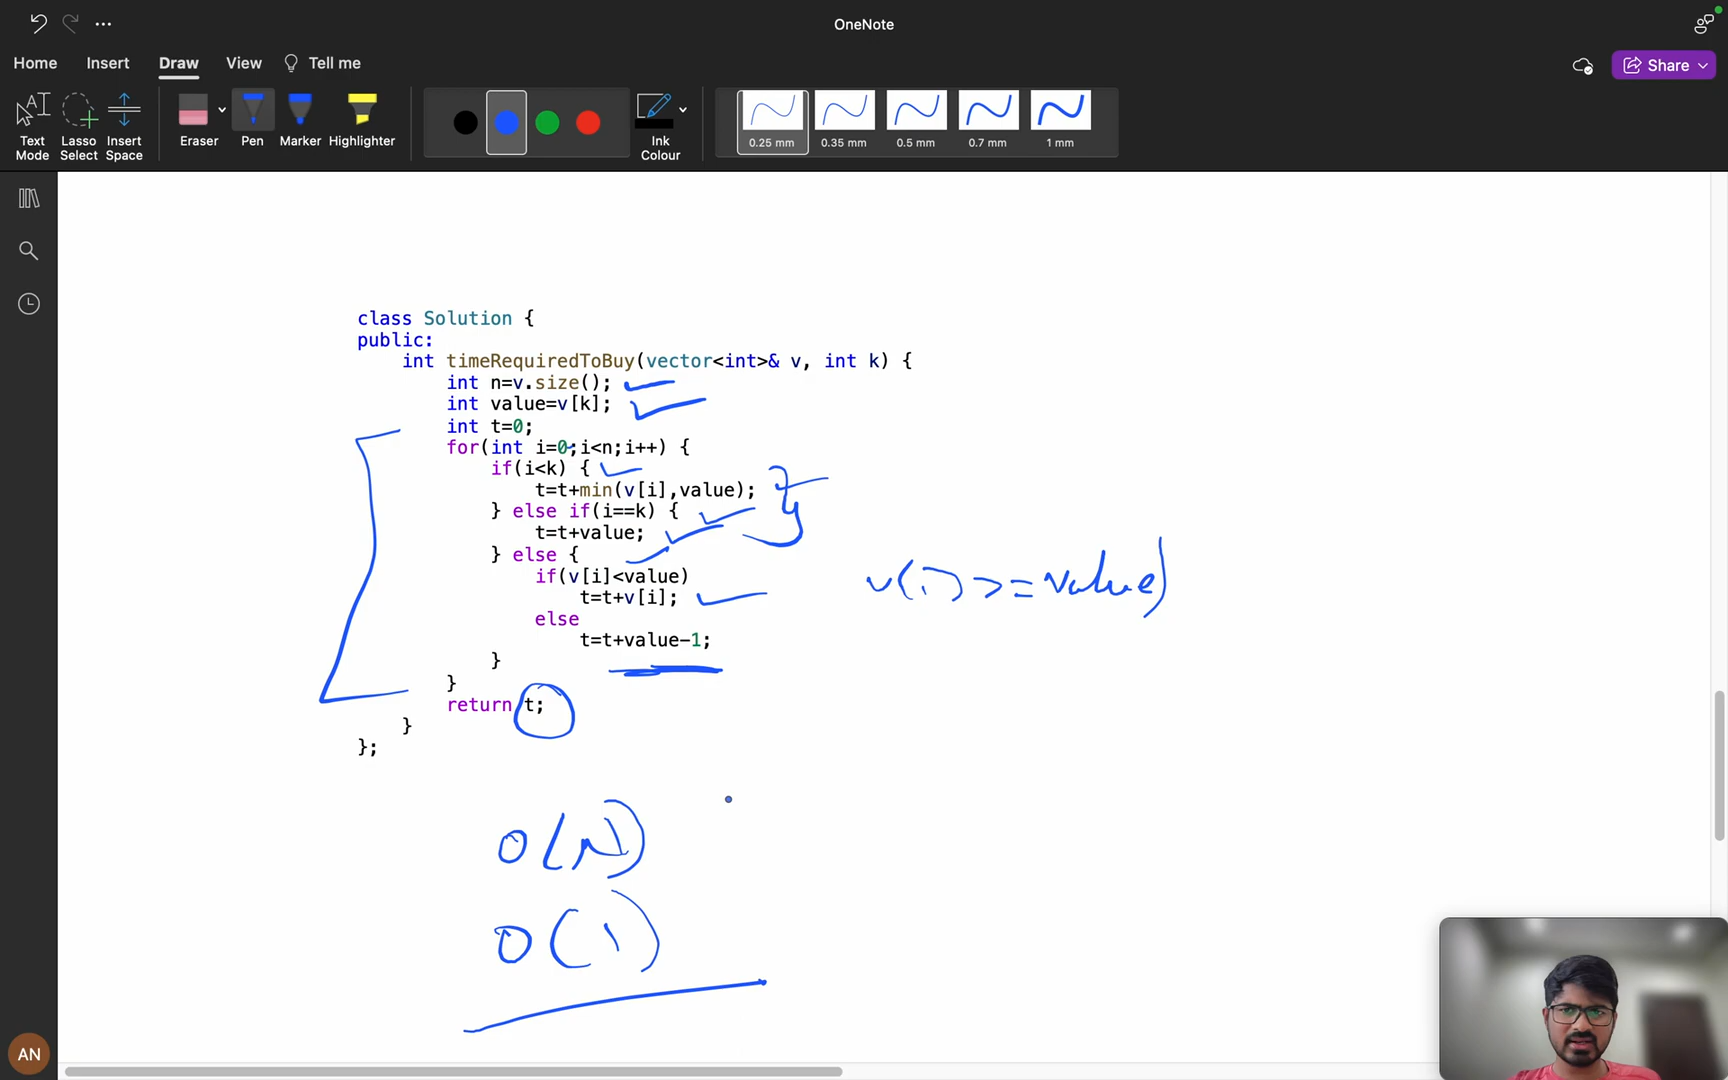 OneNote
Home Insert Draw View Tell me
Share
Text Mode
Lasso Select
Insert Space
Eraser
Pen
Marker
Highlighter
Ink Colour
0.25 mm
0.35 mm
0.5 mm
0.7 mm
1 mm
class Solution {
public:
int timeRequiredToBuy(vector<int>& v, int k) {
int n=v.size();
int value=v[k];
int t=0;
for(int i=0;i<n;i++) {
if(i<k) {
t=t+min(v[i],value);
} else if(i==k) {
t=t+value;
} else {
if(v[i]<value)
t=t+v[i];
else
t=t+value-1;
}
}
return t;
}
};
v(i) >= value)
O(N)
O(1)
AN